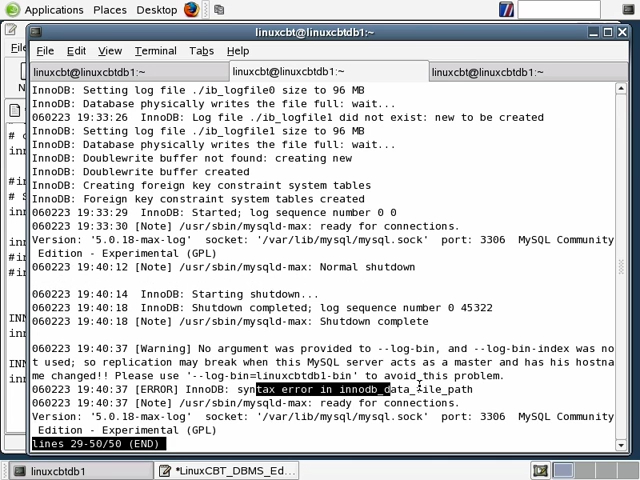 Applications Places Desktop
linuxcbt@linuxcbtdb1:~
File Edit View Terminal Tabs Help
linuxcbt@linuxcbtdb1:~ linuxcbt@linuxcbtdb1:~ linuxcbt@linuxcbtdb1:~
InnoDB: Setting log file ./ib_logfile0 size to 96 MB
InnoDB: Database physically writes the file full: wait...
060223 19:33:26  InnoDB: Log file ./ib_logfile1 did not existed: new to be created
InnoDB: Setting log file ./ib_logfile1 size to 96 MB
InnoDB: Database physically writes the file full: wait...
InnoDB: Doublewrite buffer not found: creating new
InnoDB: Doublewrite buffer created
InnoDB: Creating foreign key constraint system tables
InnoDB: Foreign key constraint system tables created
060223 19:33:29  InnoDB: Started; log sequence number 0 0
060223 19:33:30 [Note] /usr/sbin/mysqld-max: ready for connections.
Version: '5.0.18-max-log'  socket: '/var/lib/mysql/mysql.sock'  port: 3306  MySQL Community
 Edition - Experimental (GPL)
060223 19:40:12 [Note] /usr/sbin/mysqld-max: Normal shutdown
060223 19:40:14  InnoDB: Starting shutdown...
060223 19:40:18  InnoDB: Shutdown completed; log sequence number 0 45322
060223 19:40:18 [Note] /usr/sbin/mysqld-max: Shutdown complete
060223 19:40:37 [Warning] No argument was provided to --log-bin, and --log-bin-index was no
t used; so replication may break when this MySQL server acts as a master and has his hostna
me changed!! Please use '--log-bin=linuxcbtdb1-bin' to avoid this problem.
060223 19:40:37 [ERROR] InnoDB: syntax error in innodb_data_file_path
060223 19:40:37 [Note] /usr/sbin/mysqld-max: ready for connections.
Version: '5.0.18-max-log'  socket: '/var/lib/mysql/mysql.sock'  port: 3306  MySQL Community
 Edition - Experimental (GPL)
lines 29-50/50 (END)
linuxcbtdb1 *LinuxCBT_DBMS_Ed...